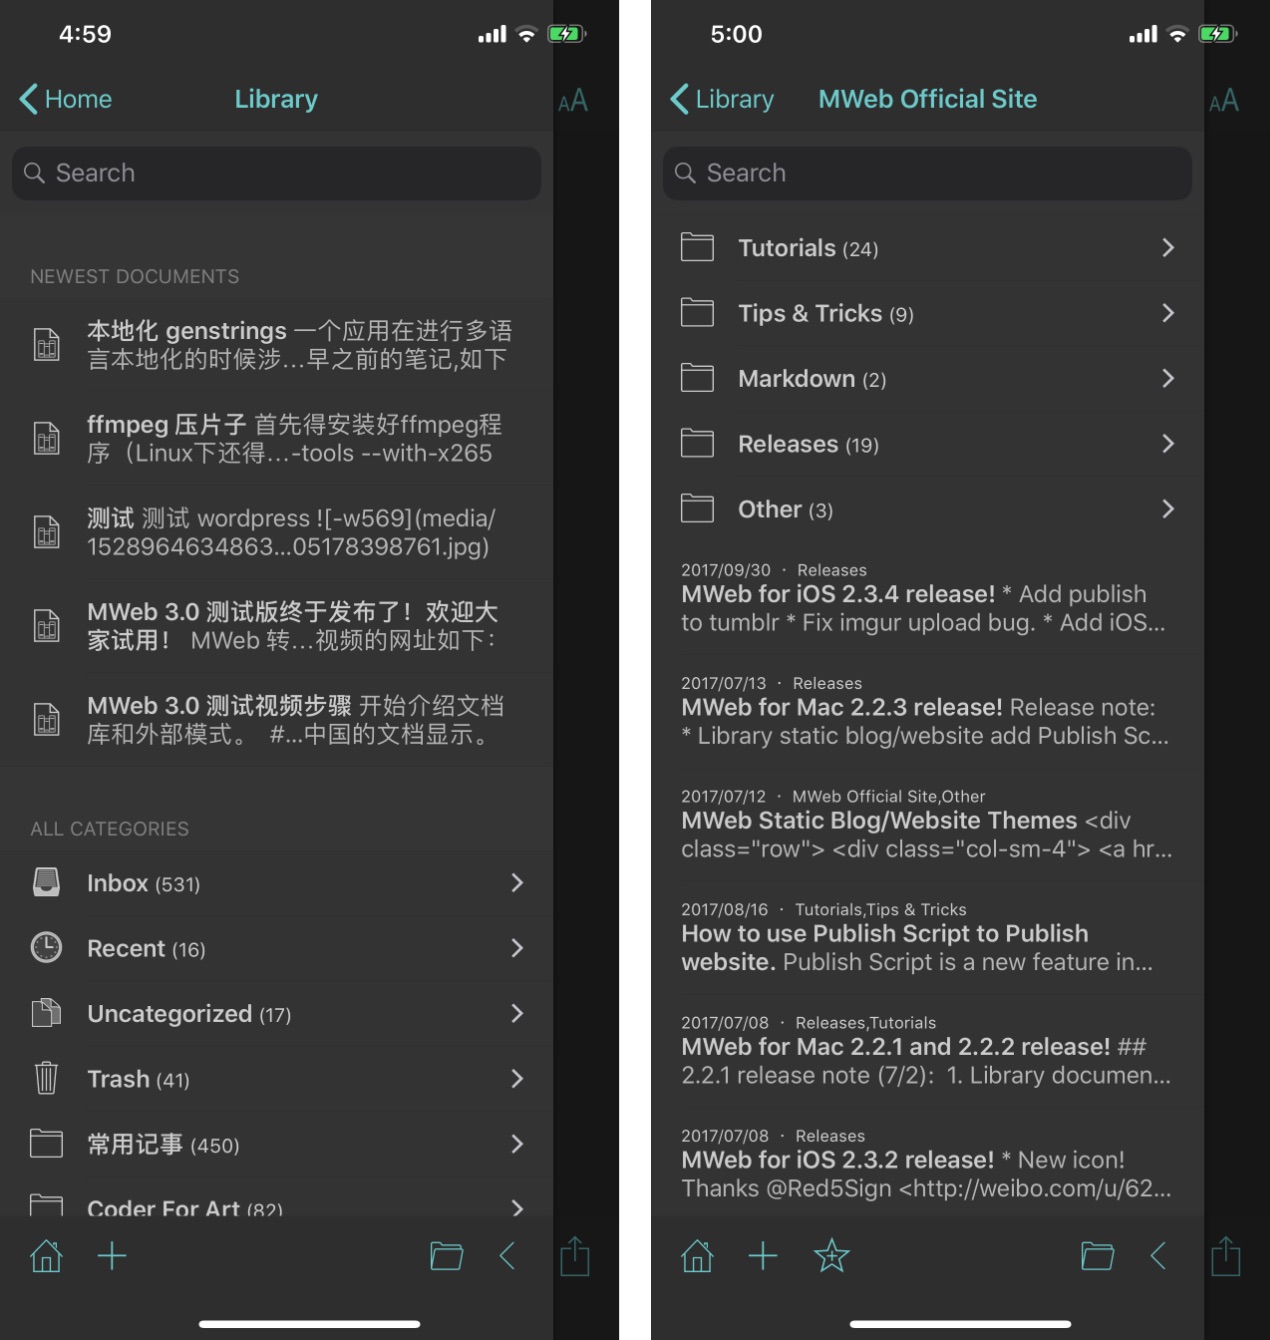 4:59
Home
Library
AA
Search
NEWEST DOCUMENTS
本地化 genstrings 一个应用在进行多语
言本地化的时候涉...早之前的笔记,如下
ffmpeg 压片子 首先得安装好ffmpeg程
序（Linux下还得...-tools --with-x265
测试 测试 wordpress ![-w569](media/
1528964634863...05178398761.jpg)
MWeb 3.0 测试版终于发布了！欢迎大
家试用！ MWeb 转...视频的网址如下：
MWeb 3.0 测试视频步骤 开始介绍文档
库和外部模式。 #...中国的文档显示。
ALL CATEGORIES
Inbox (531)
Recent (16)
Uncategorized (17)
Trash (41)
常用记事 (450)
Coder For Art (82)
5:00
Library
MWeb Official Site
AA
Search
Tutorials (24)
Tips & Tricks (9)
Markdown (2)
Releases (19)
Other (3)
2017/09/30 · Releases
MWeb for iOS 2.3.4 release! * Add publish
to tumblr * Fix imgur upload bug. * Add iOS...
2017/07/13 · Releases
MWeb for Mac 2.2.3 release! Release note:
* Library static blog/website add Publish Sc...
2017/07/12 · MWeb Official Site,Other
MWeb Static Blog/Website Themes <div
class="row"> <div class="col-sm-4"> <a hr...
2017/08/16 · Tutorials,Tips & Tricks
How to use Publish Script to Publish
website. Publish Script is a new feature in...
2017/07/08 · Releases,Tutorials
MWeb for Mac 2.2.1 and 2.2.2 release! ##
2.2.1 release note (7/2): 1. Library documen...
2017/07/08 · Releases
MWeb for iOS 2.3.2 release! * New icon!
Thanks @Red5Sign <http://weibo.com/u/62...